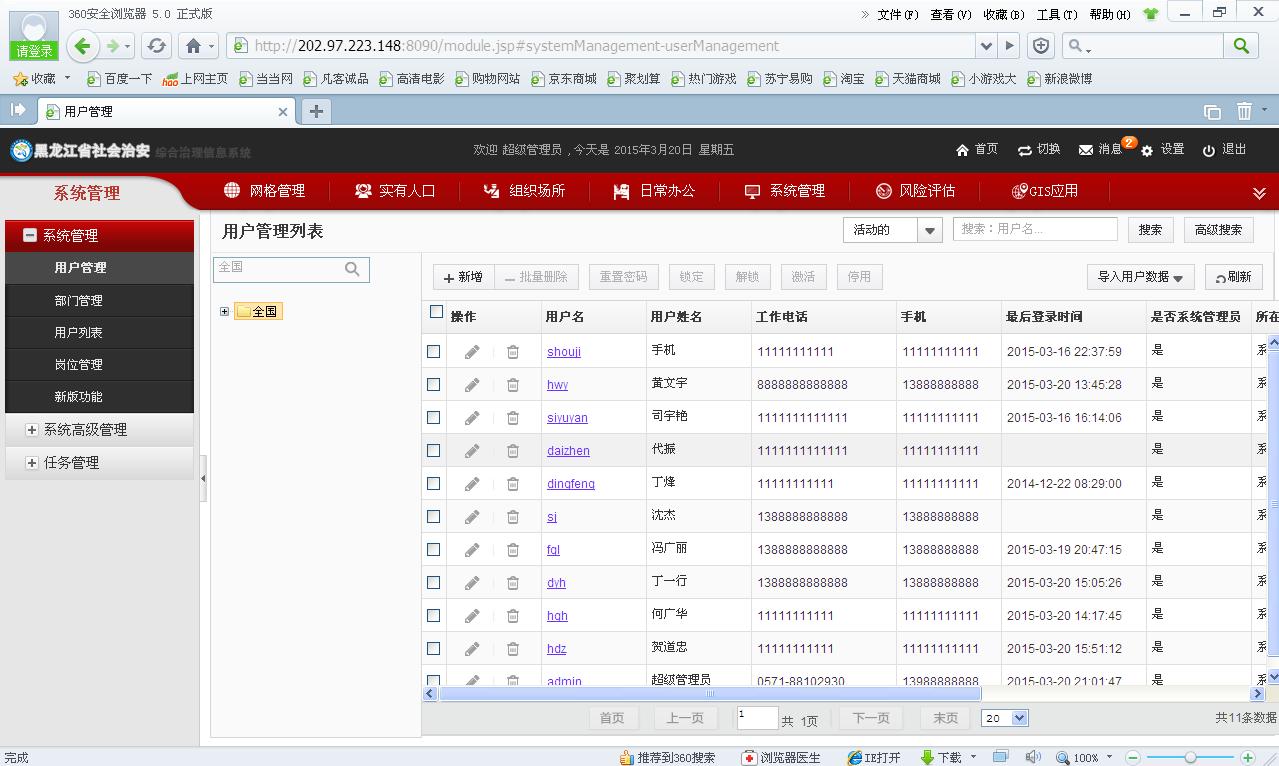 360安全浏览器 5.0 正式版
» 文件(F) 查看(V) 收藏(B) 工具(T) 帮助(H)
请登录
http://202.97.223.148:8090/module.jsp#systemManagement-userManagement
收藏 百度一下 hao 上网主页 当当网 凡客诚品 高清电影 购物网站 京东商城 聚划算 热门游戏 苏宁易购 淘宝 天猫商城 小游戏大 新浪微博
用户管理
黑龙江省社会治安 综合治理信息系统 欢迎 超级管理员 , 今天是 2015年3月20日 星期五 首页 切换 消息 2 设置 退出
系统管理 网格管理 实有人口 组织场所 日常办公 系统管理 风险评估 GIS应用
系统管理
用户管理
部门管理
用户列表
岗位管理
新版功能
系统高级管理
任务管理
用户管理列表 活动的 搜索：用户名... 搜索 高级搜索
全国
全国
新增 批量删除 重置密码 锁定 解锁 激活 停用 导入用户数据 刷新
操作 用户名 用户姓名 工作电话 手机 最后登录时间 是否系统管理员 所在
shouji 手机 11111111111 11111111111 2015-03-16 22:37:59 是 系
hwy 黄文宇 8888888888888 13888888888 2015-03-20 13:45:28 是 系
siyuyan 司宇艳 1111111111111 11111111111 2015-03-16 16:14:06 是 系
daizhen 代振 1111111111111 11111111111 是 系
dingfeng 丁烽 11111111111 11111111111 2014-12-22 08:29:00 是 系
sj 沈杰 1388888888888 13888888888 是 系
fgl 冯广丽 1388888888888 13888888888 2015-03-19 20:47:15 是 系
dyh 丁一行 1388888888888 13888888888 2015-03-20 15:05:26 是 系
hgh 何广华 11111111111 11111111111 2015-03-20 14:17:45 是 系
hdz 贺道忠 11111111111 11111111111 2015-03-20 15:51:12 是 系
admin 超级管理员 0571-88102930 13988888888 2015-03-20 21:01:47 是 系
首页 上一页 1 共 1页 下一页 末页 20 共11条数据
完成 推荐到360搜索 浏览器医生 IE打开 下载 100%